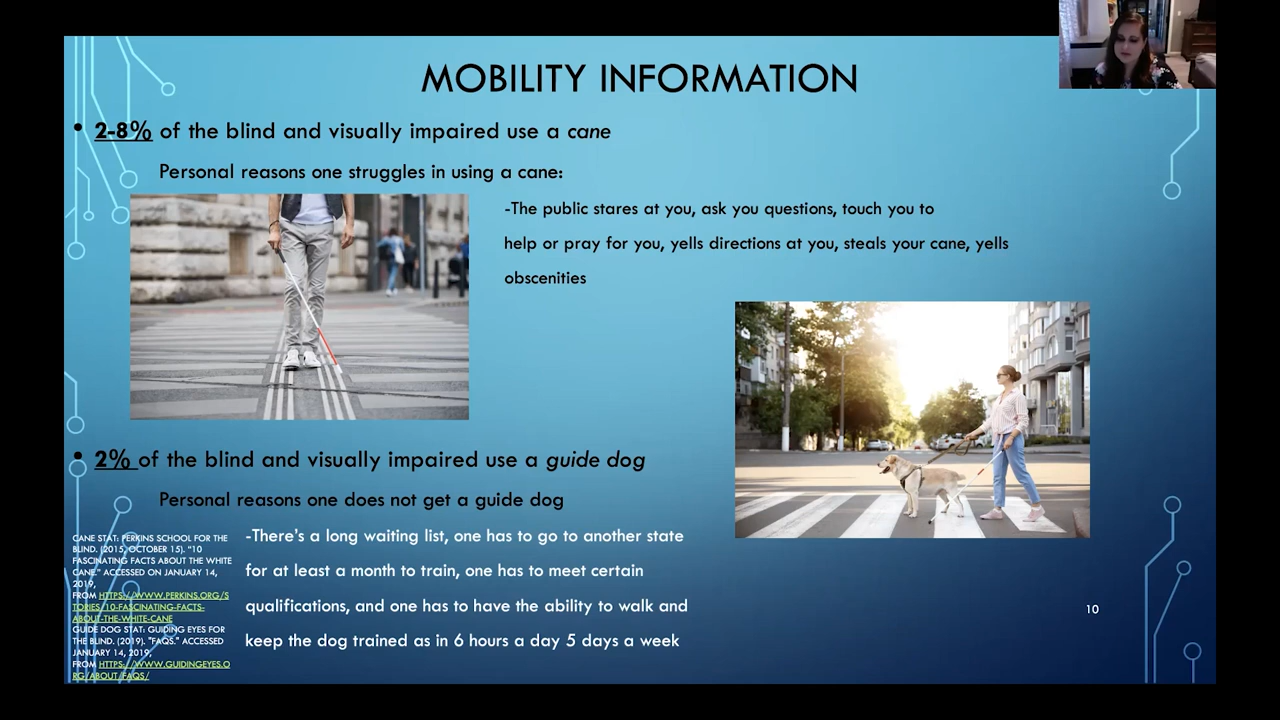 MOBILITY INFORMATION
• 2-8% of the blind and visually impaired use a cane
Personal reasons one struggles in using a cane:
-The public stares at you, ask you questions, touch you to
help or pray for you, yells directions at you, steals your cane, yells
obscenities
• 2% of the blind and visually impaired use a guide dog
Personal reasons one does not get a guide dog
-There's a long waiting list, one has to go to another state
for at least a month to train, one has to meet certain
qualifications, and one has to have the ability to walk and
keep the dog trained as in 6 hours a day 5 days a week
CANE STAT: PERKINS SCHOOL FOR THE
BLIND. (2015, OCTOBER 15). "10
FASCINATING FACTS ABOUT THE WHITE
CANE." ACCESSED ON JANUARY 14,
2019,
FROM HTTPS://WWW.PERKINS.ORG/S
TORIES/10-FASCINATING-FACTS-
ABOUT-THE-WHITE-CANE
GUIDE DOG STAT: GUIDING EYES FOR
THE BLIND. (2019). "FAQS." ACCESSED
JANUARY 14, 2019,
FROM HTTPS://WWW.GUIDINGEYES.O
RG/ABOUT/FAQS/
10